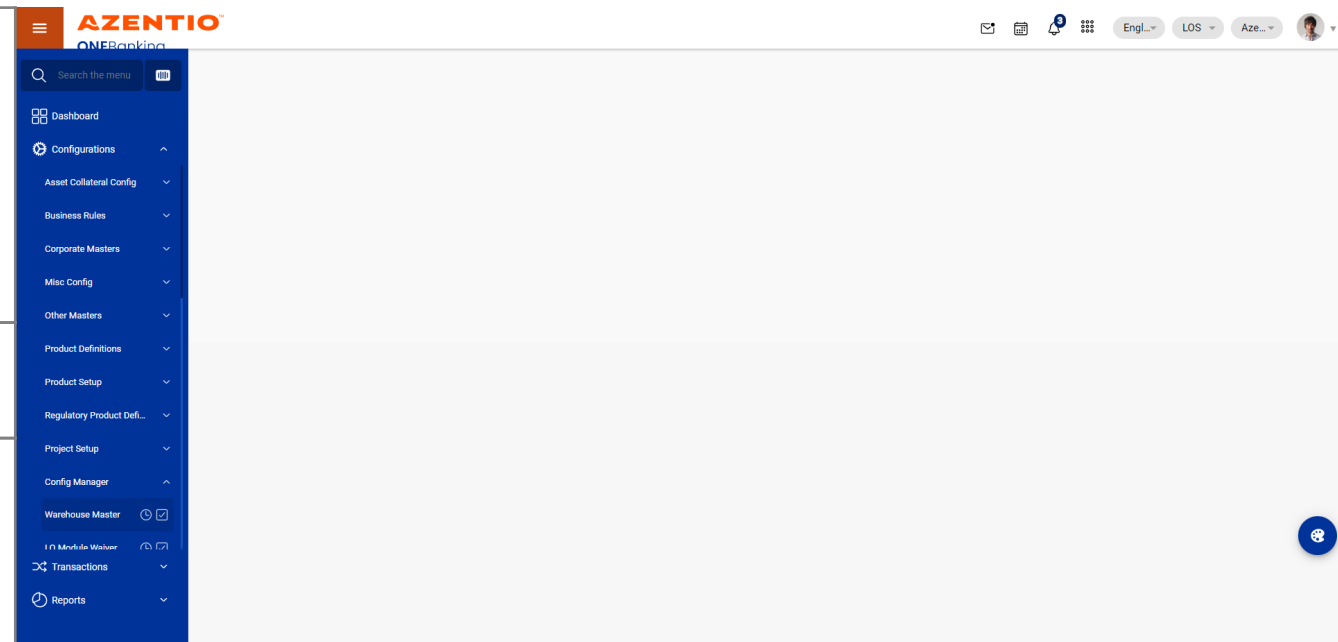 AZENTIO™
ONEBanking
3
Engl...
LOS
Aze...
Search the menu
Dashboard
Configurations
Asset Collateral Config
Business Rules
Corporate Masters
Misc Config
Other Masters
Product Definitions
Product Setup
Regulatory Product Defi...
Project Setup
Config Manager
Warehouse Master
LO Module Waiver
Transactions
Reports